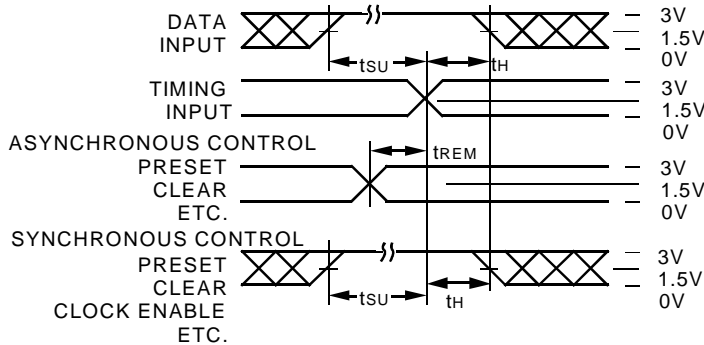 DATA
INPUT
3V
1.5V
0V
tSU
tH
TIMING
INPUT
3V
1.5V
0V
ASYNCHRONOUS CONTROL
tREM
PRESET
CLEAR
ETC.
3V
1.5V
0V
SYNCHRONOUS CONTROL
PRESET
CLEAR
CLOCK ENABLE
ETC.
3V
1.5V
0V
tSU
tH